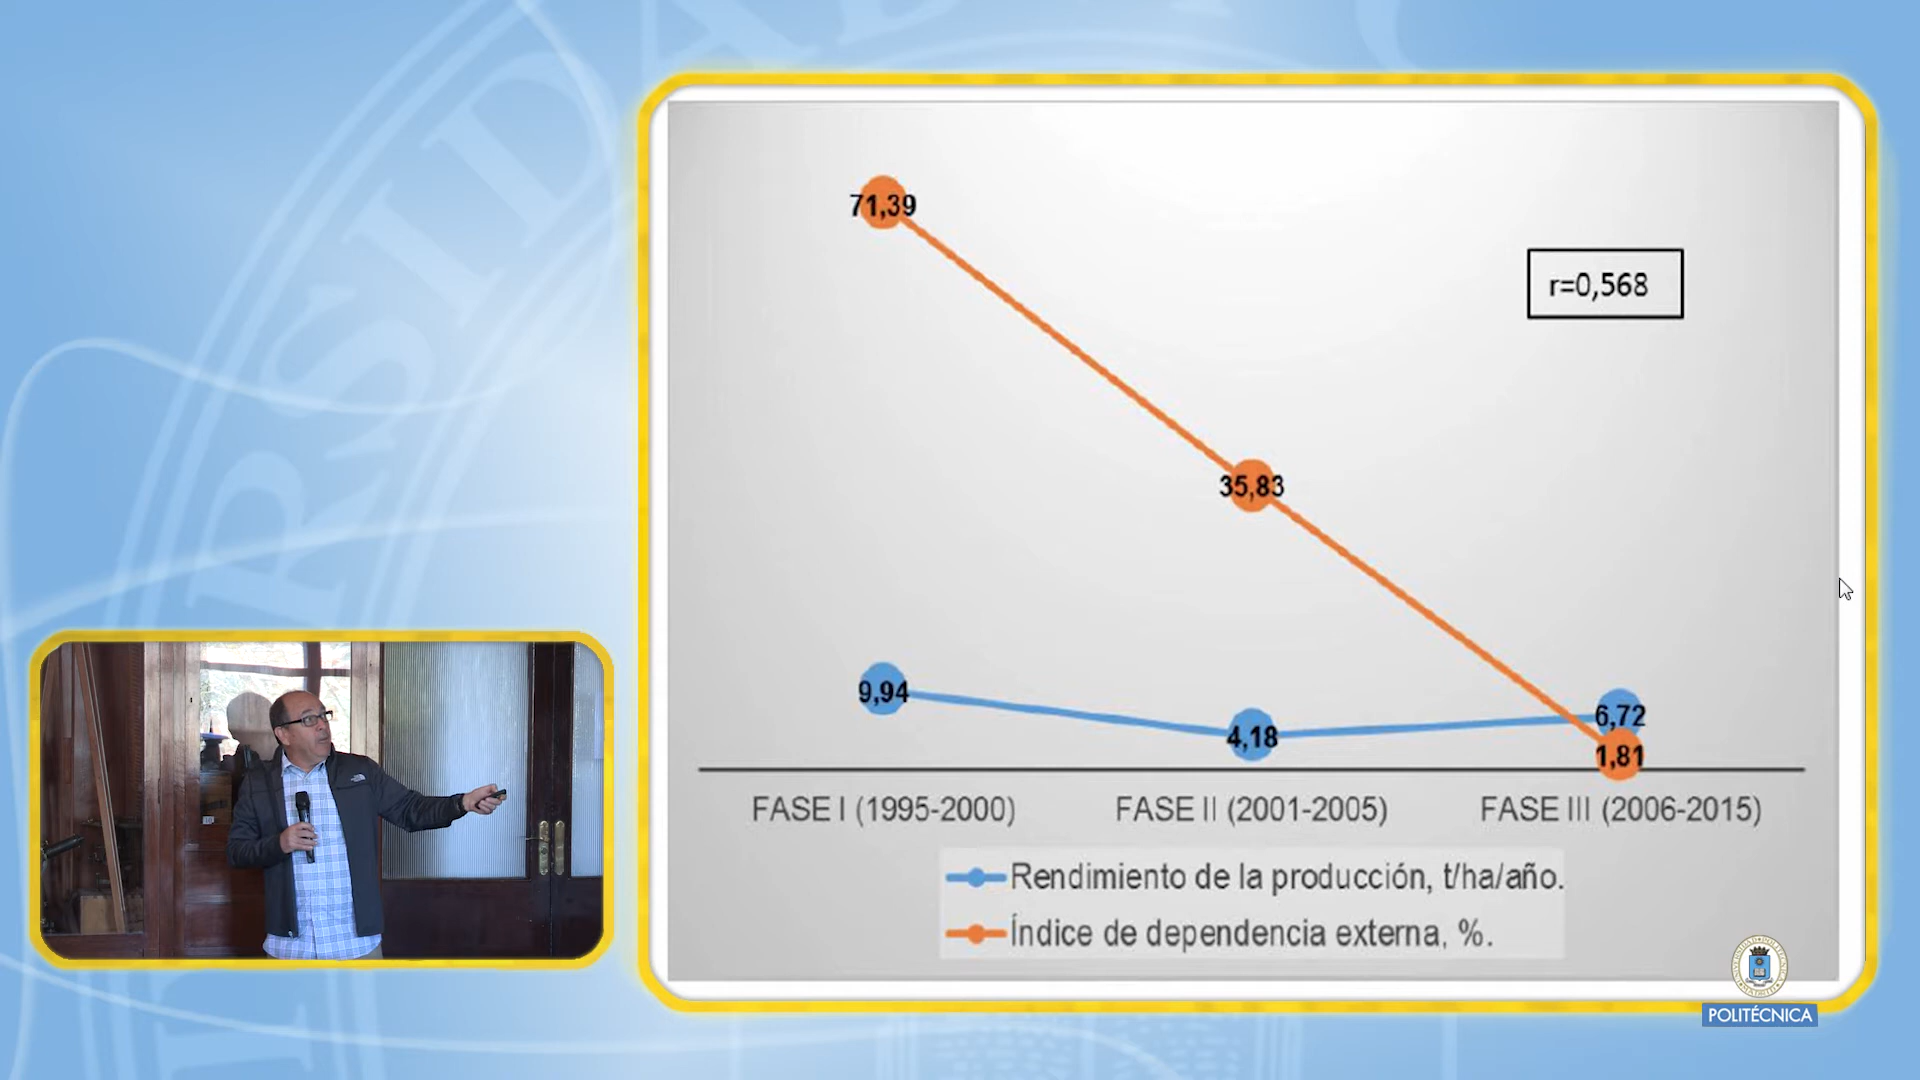 71,39
r=0,568
35,83
9,94
4,18
6,72
1,81
FASE I (1995-2000)
FASE II (2001-2005)
FASE III (2006-2015)
Rendimiento de la producción, t/ha/año.
Índice de dependencia externa, %.
POLITÉCNICA